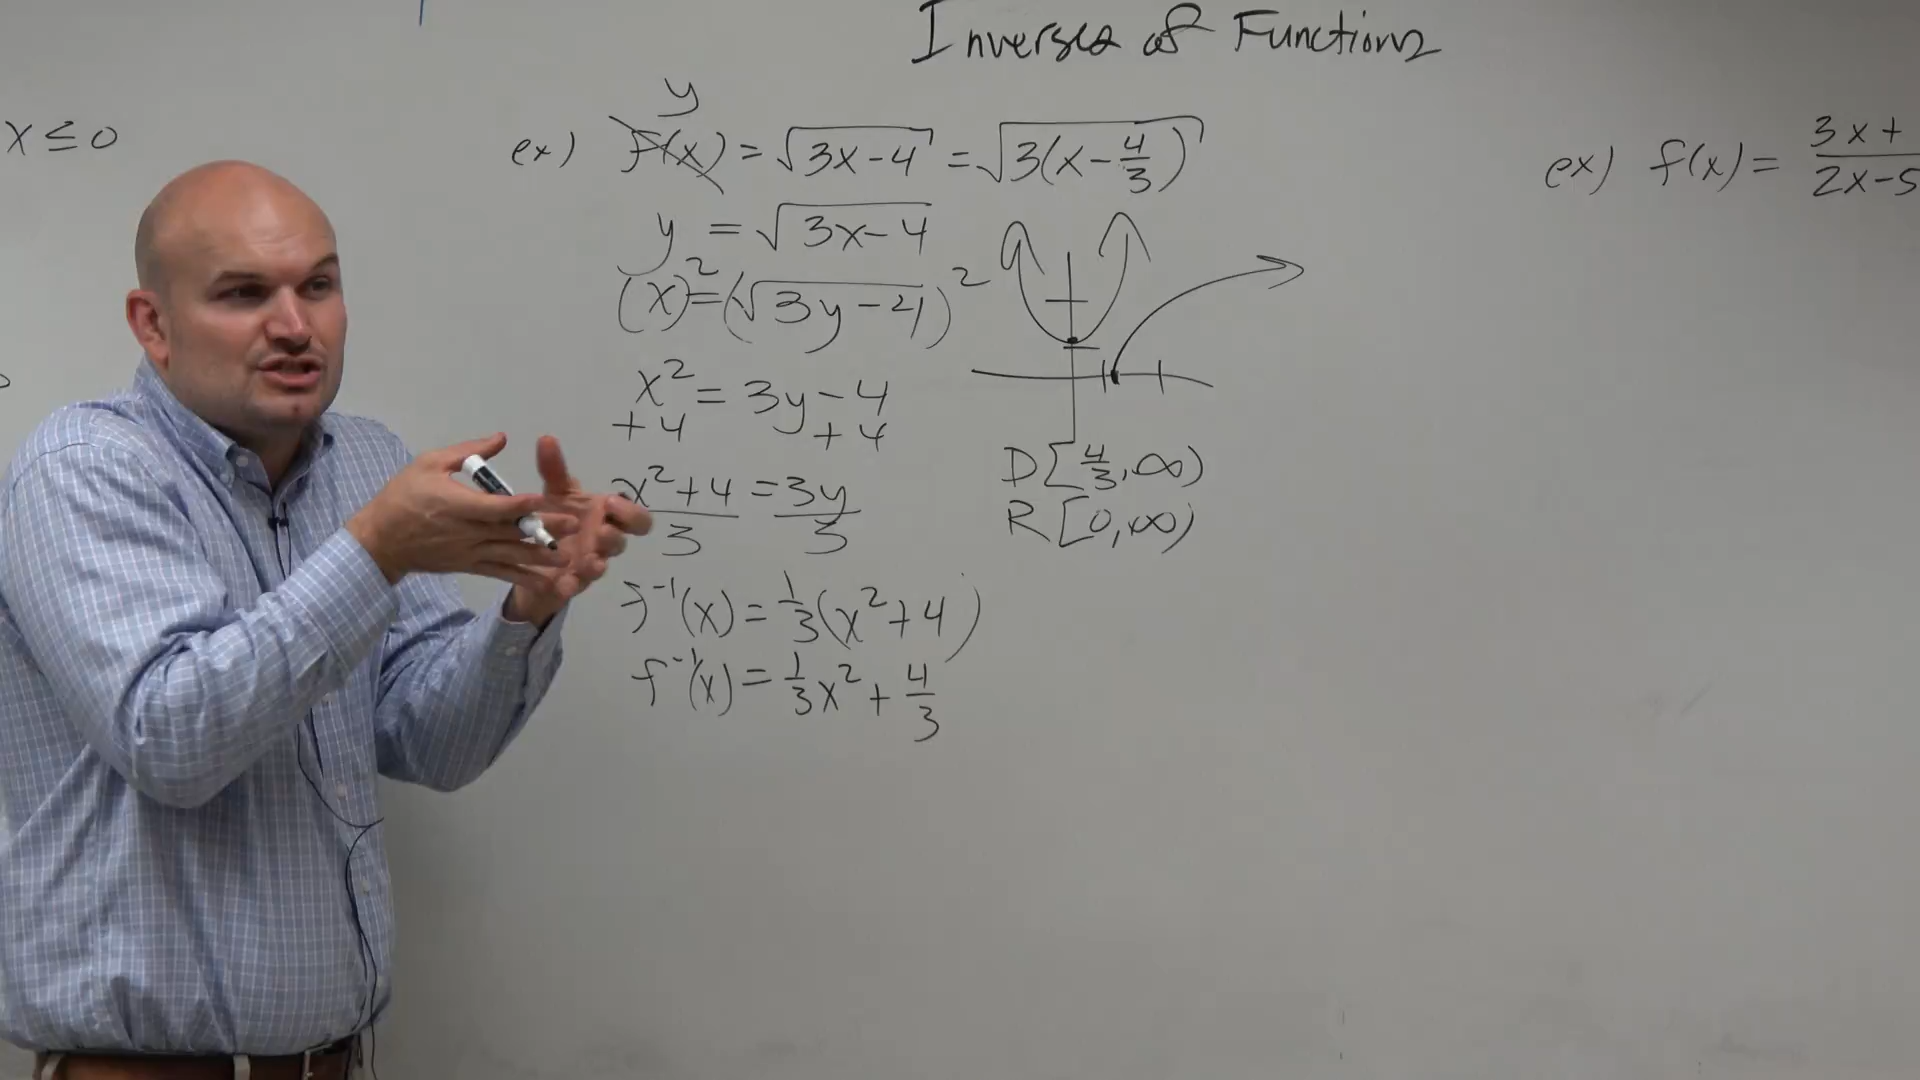 Inverses of Functions
x ≤ 0
y
ex) f(x) = √(3x-4) = √(3(x-4/3))
y = √(3x-4)
(x)² = (√(3y-4))²
x² = 3y-4
+4 +4
(x²+4)/3 = 3y/3
f⁻¹(x) = 1/3(x²+4)
f⁻¹(x) = 1/3x² + 4/3
D[4/3, ∞)
R[0, ∞)
ex) f(x) = (3x+)/(2x-5)